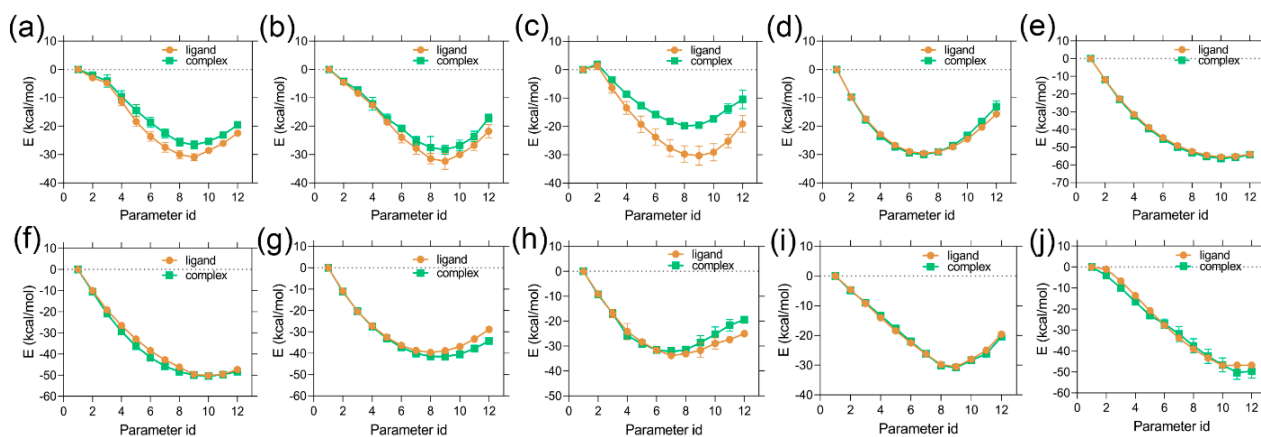 (a) (b) (c) (d) (e)
ligand complex
ligand complex
ligand complex
ligand complex
ligand complex
E (kcal/mol)
10 0 -10 -20 -30 -40
0 2 4 6 8 10 12
Parameter id
E (kcal/mol)
10 0 -10 -20 -30 -40
0 2 4 6 8 10 12
Parameter id
E (kcal/mol)
10 0 -10 -20 -30 -40
0 2 4 6 8 10 12
Parameter id
E (kcal/mol)
10 0 -10 -20 -30 -40
0 2 4 6 8 10 12
Parameter id
E (kcal/mol)
10 0 -10 -20 -30 -40 -50 -60 -70
0 2 4 6 8 10 12
Parameter id
(f) (g) (h) (i) (j)
ligand complex
ligand complex
ligand complex
ligand complex
ligand complex
E (kcal/mol)
10 0 -10 -20 -30 -40 -50 -60
0 2 4 6 8 10 12
Parameter id
E (kcal/mol)
10 0 -10 -20 -30 -40 -50 -60
0 2 4 6 8 10 12
Parameter id
E (kcal/mol)
10 0 -10 -20 -30 -40 -50
0 2 4 6 8 10 12
Parameter id
E (kcal/mol)
10 0 -10 -20 -30 -40
0 2 4 6 8 10 12
Parameter id
E (kcal/mol)
10 0 -10 -20 -30 -40 -50 -60
0 2 4 6 8 10 12
Parameter id